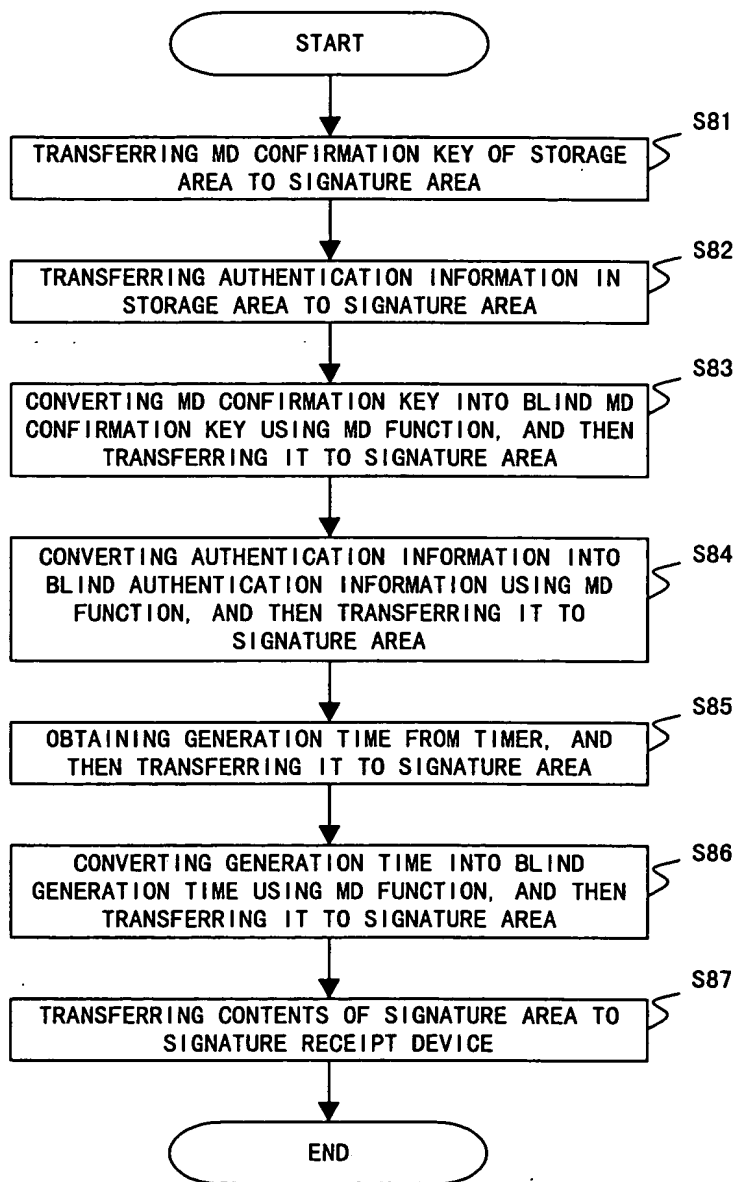 START
S81
TRANSFERRING MD CONFIRMATION KEY OF STORAGE
AREA TO SIGNATURE AREA
S82
TRANSFERRING AUTHENTICATION INFORMATION IN
STORAGE AREA TO SIGNATURE AREA
S83
CONVERTING MD CONFIRMATION KEY INTO BLIND MD
CONFIRMATION KEY USING MD FUNCTION, AND THEN
TRANSFERRING IT TO SIGNATURE AREA
S84
CONVERTING AUTHENTICATION INFORMATION INTO
BLIND AUTHENTICATION INFORMATION USING MD
FUNCTION, AND THEN TRANSFERRING IT TO
SIGNATURE AREA
S85
OBTAINING GENERATION TIME FROM TIMER, AND
THEN TRANSFERRING IT TO SIGNATURE AREA
S86
CONVERTING GENERATION TIME INTO BLIND
GENERATION TIME USING MD FUNCTION, AND THEN
TRANSFERRING IT TO SIGNATURE AREA
S87
TRANSFERRING CONTENTS OF SIGNATURE AREA TO
SIGNATURE RECEIPT DEVICE
END